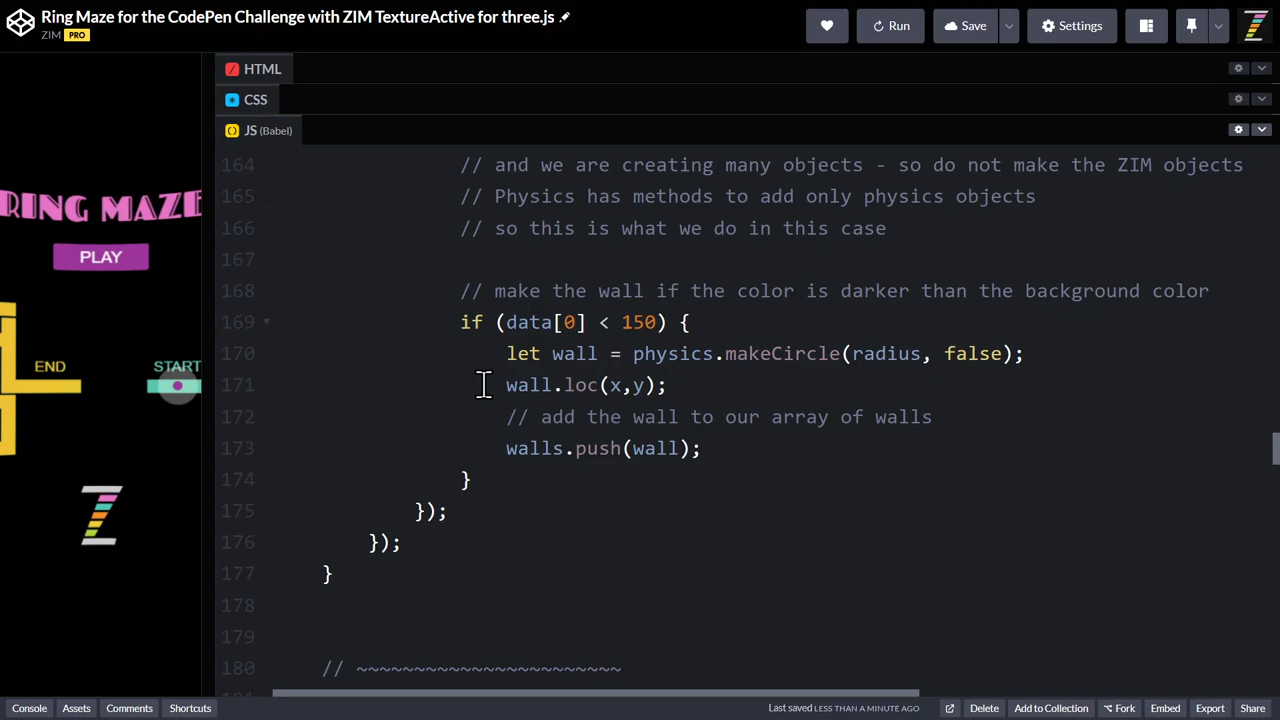 Ring Maze for the CodePen Challenge with ZIM TextureActive for three.js
ZIM PRO
Run
Save
Settings
HTML
CSS
JS (Babel)
RING MAZE
PLAY
END
START
164 // and we are creating many objects - so do not make the ZIM objects
165 // Physics has methods to add only physics objects
166 // so this is what we do in this case
167
168 // make the wall if the color is darker than the background color
169 if (data[0] < 150) {
170 let wall = physics.makeCircle(radius, false);
171 wall.loc(x,y);
172 // add the wall to our array of walls
173 walls.push(wall);
174 }
175 });
176 });
177 }
178
179
180 // ~~~~~~~~~~~~~~~~~~~~~~~
Console Assets Comments Shortcuts
Last saved LESS THAN A MINUTE AGO
Delete Add to Collection Fork Embed Export Share